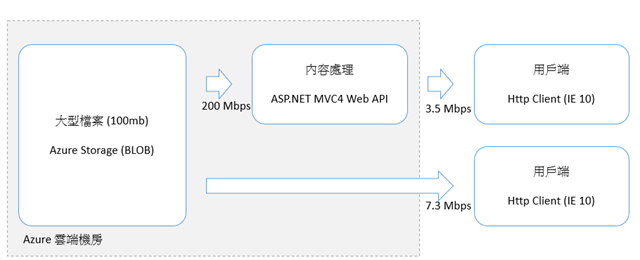 大型檔案 (100mb)
Azure Storage (BLOB)
200 Mbps
內容處理
ASP.NET MVC4 Web API
3.5 Mbps
用戶端
Http Client (IE 10)
7.3 Mbps
用戶端
Http Client (IE 10)
Azure 雲端機房